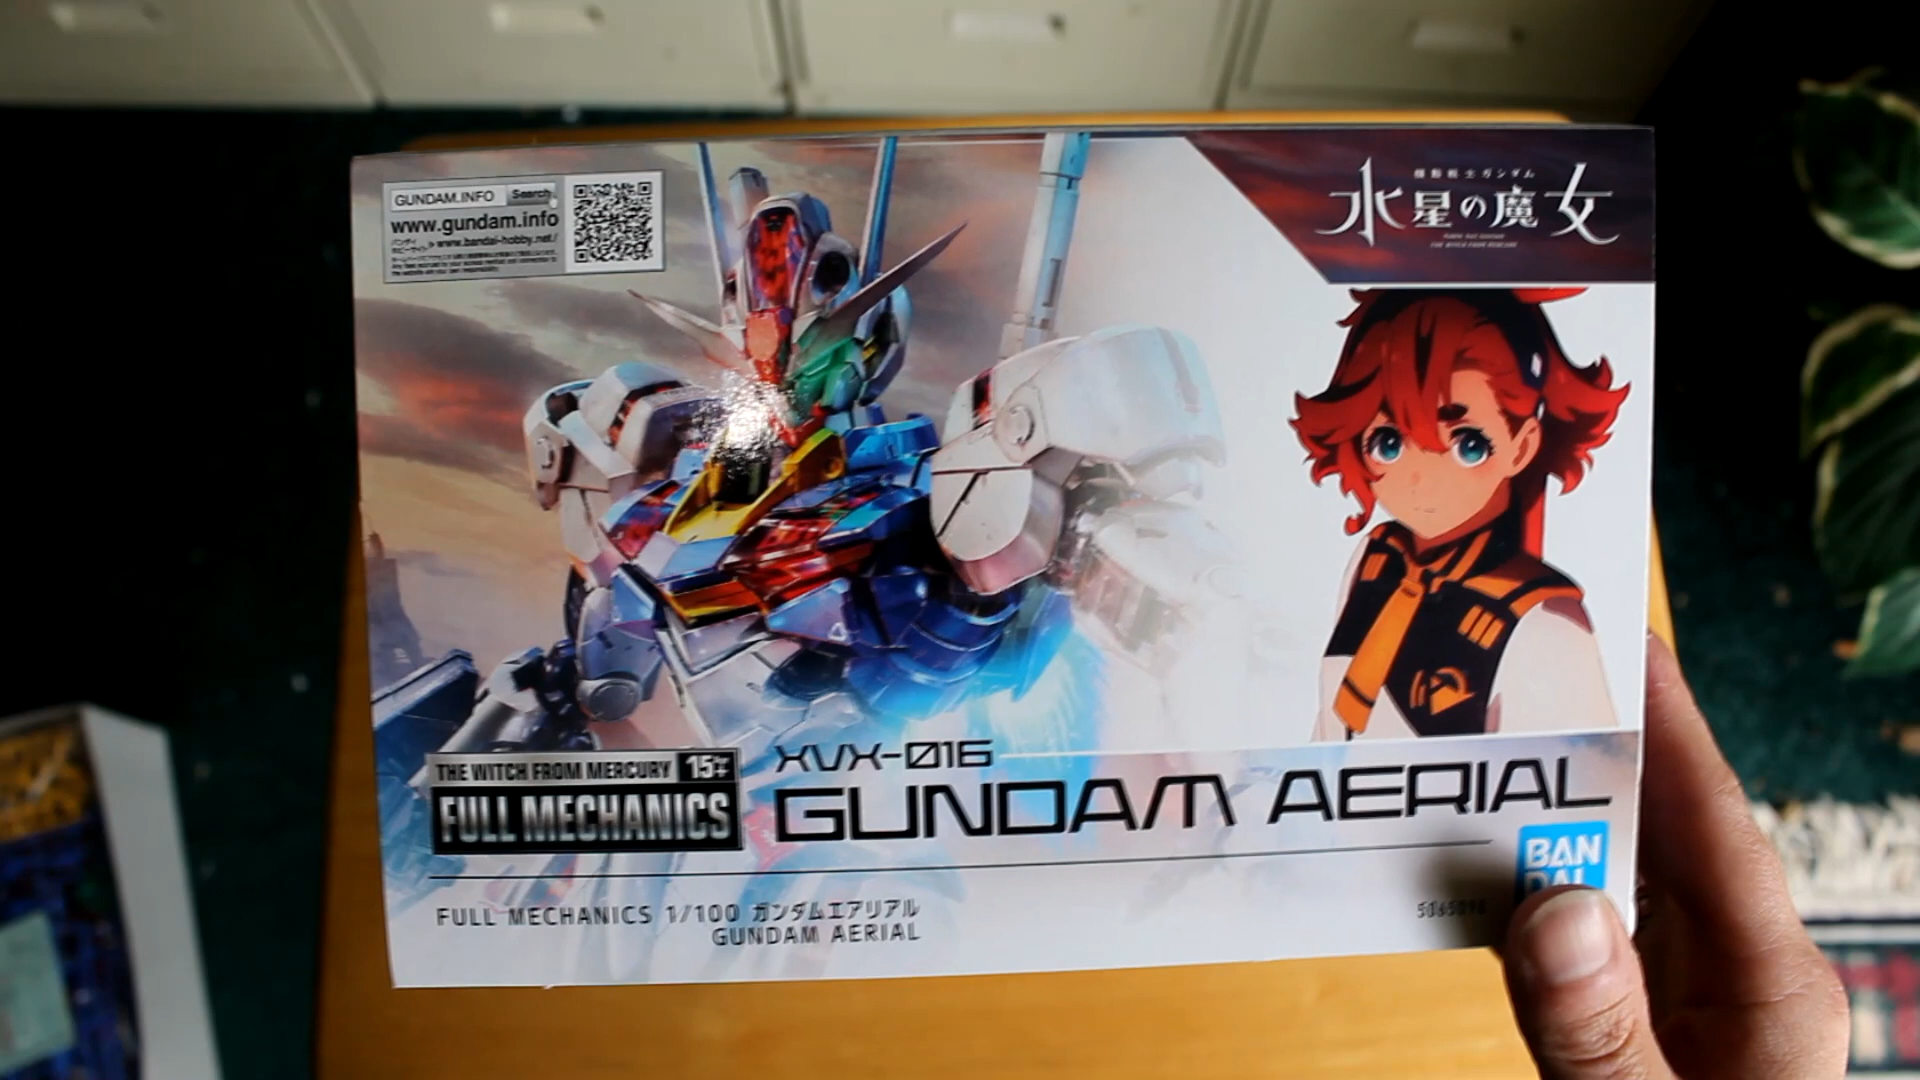 GUNDAM.INFO Search
www.gundam.info
www.bandai-hobby.net/
機動戦士ガンダム
水星の魔女
THE WITCH FROM MERCURY 15+
FULL MECHANICS
XVX-016
GUNDAM AERIAL
BAN
DAI
FULL MECHANICS 1/100 ガンダムエアリアル
GUNDAM AERIAL